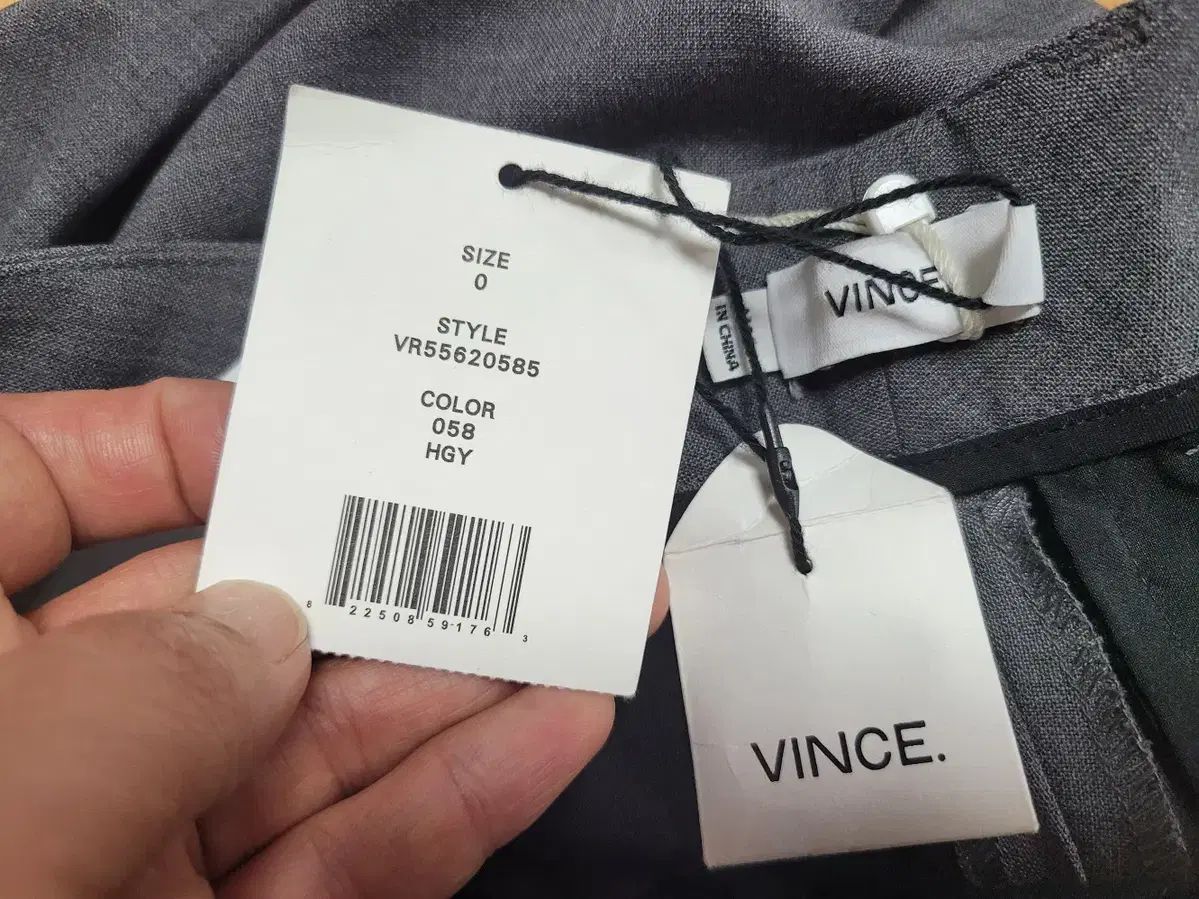 SIZE
0
STYLE
VR55620585
COLOR
058
HGY
8 22508 59176 3
VINCE.
IN CHINA
VINCE.